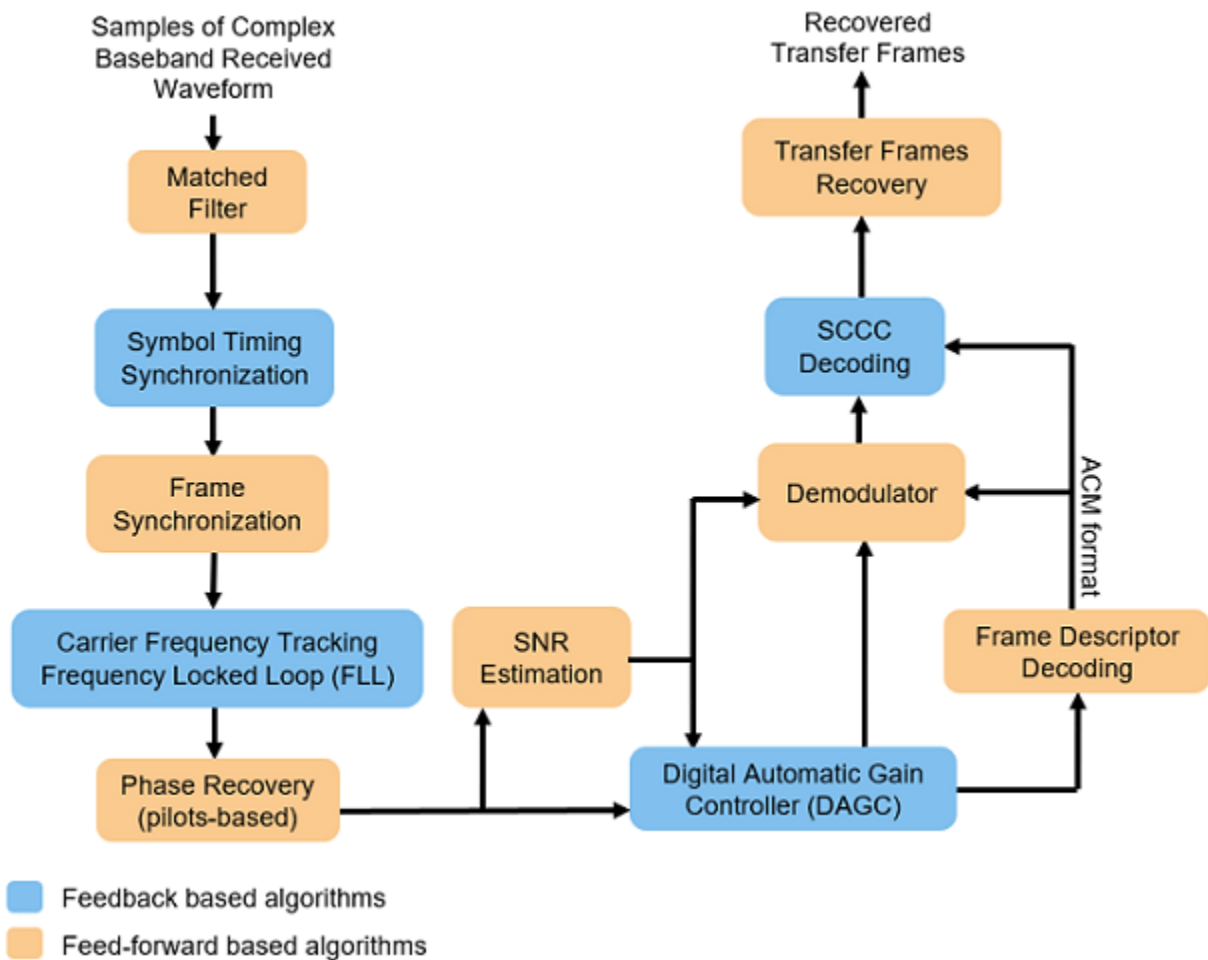 Samples of Complex
Baseband Received
Waveform
Matched
Filter
Symbol Timing
Synchronization
Frame
Synchronization
Carrier Frequency Tracking
Frequency Locked Loop (FLL)
Phase Recovery
(pilots-based)
SNR
Estimation
Digital Automatic Gain
Controller (DAGC)
Frame Descriptor
Decoding
ACM format
Demodulator
SCCC
Decoding
Transfer Frames
Recovery
Recovered
Transfer Frames
Feedback based algorithms
Feed-forward based algorithms